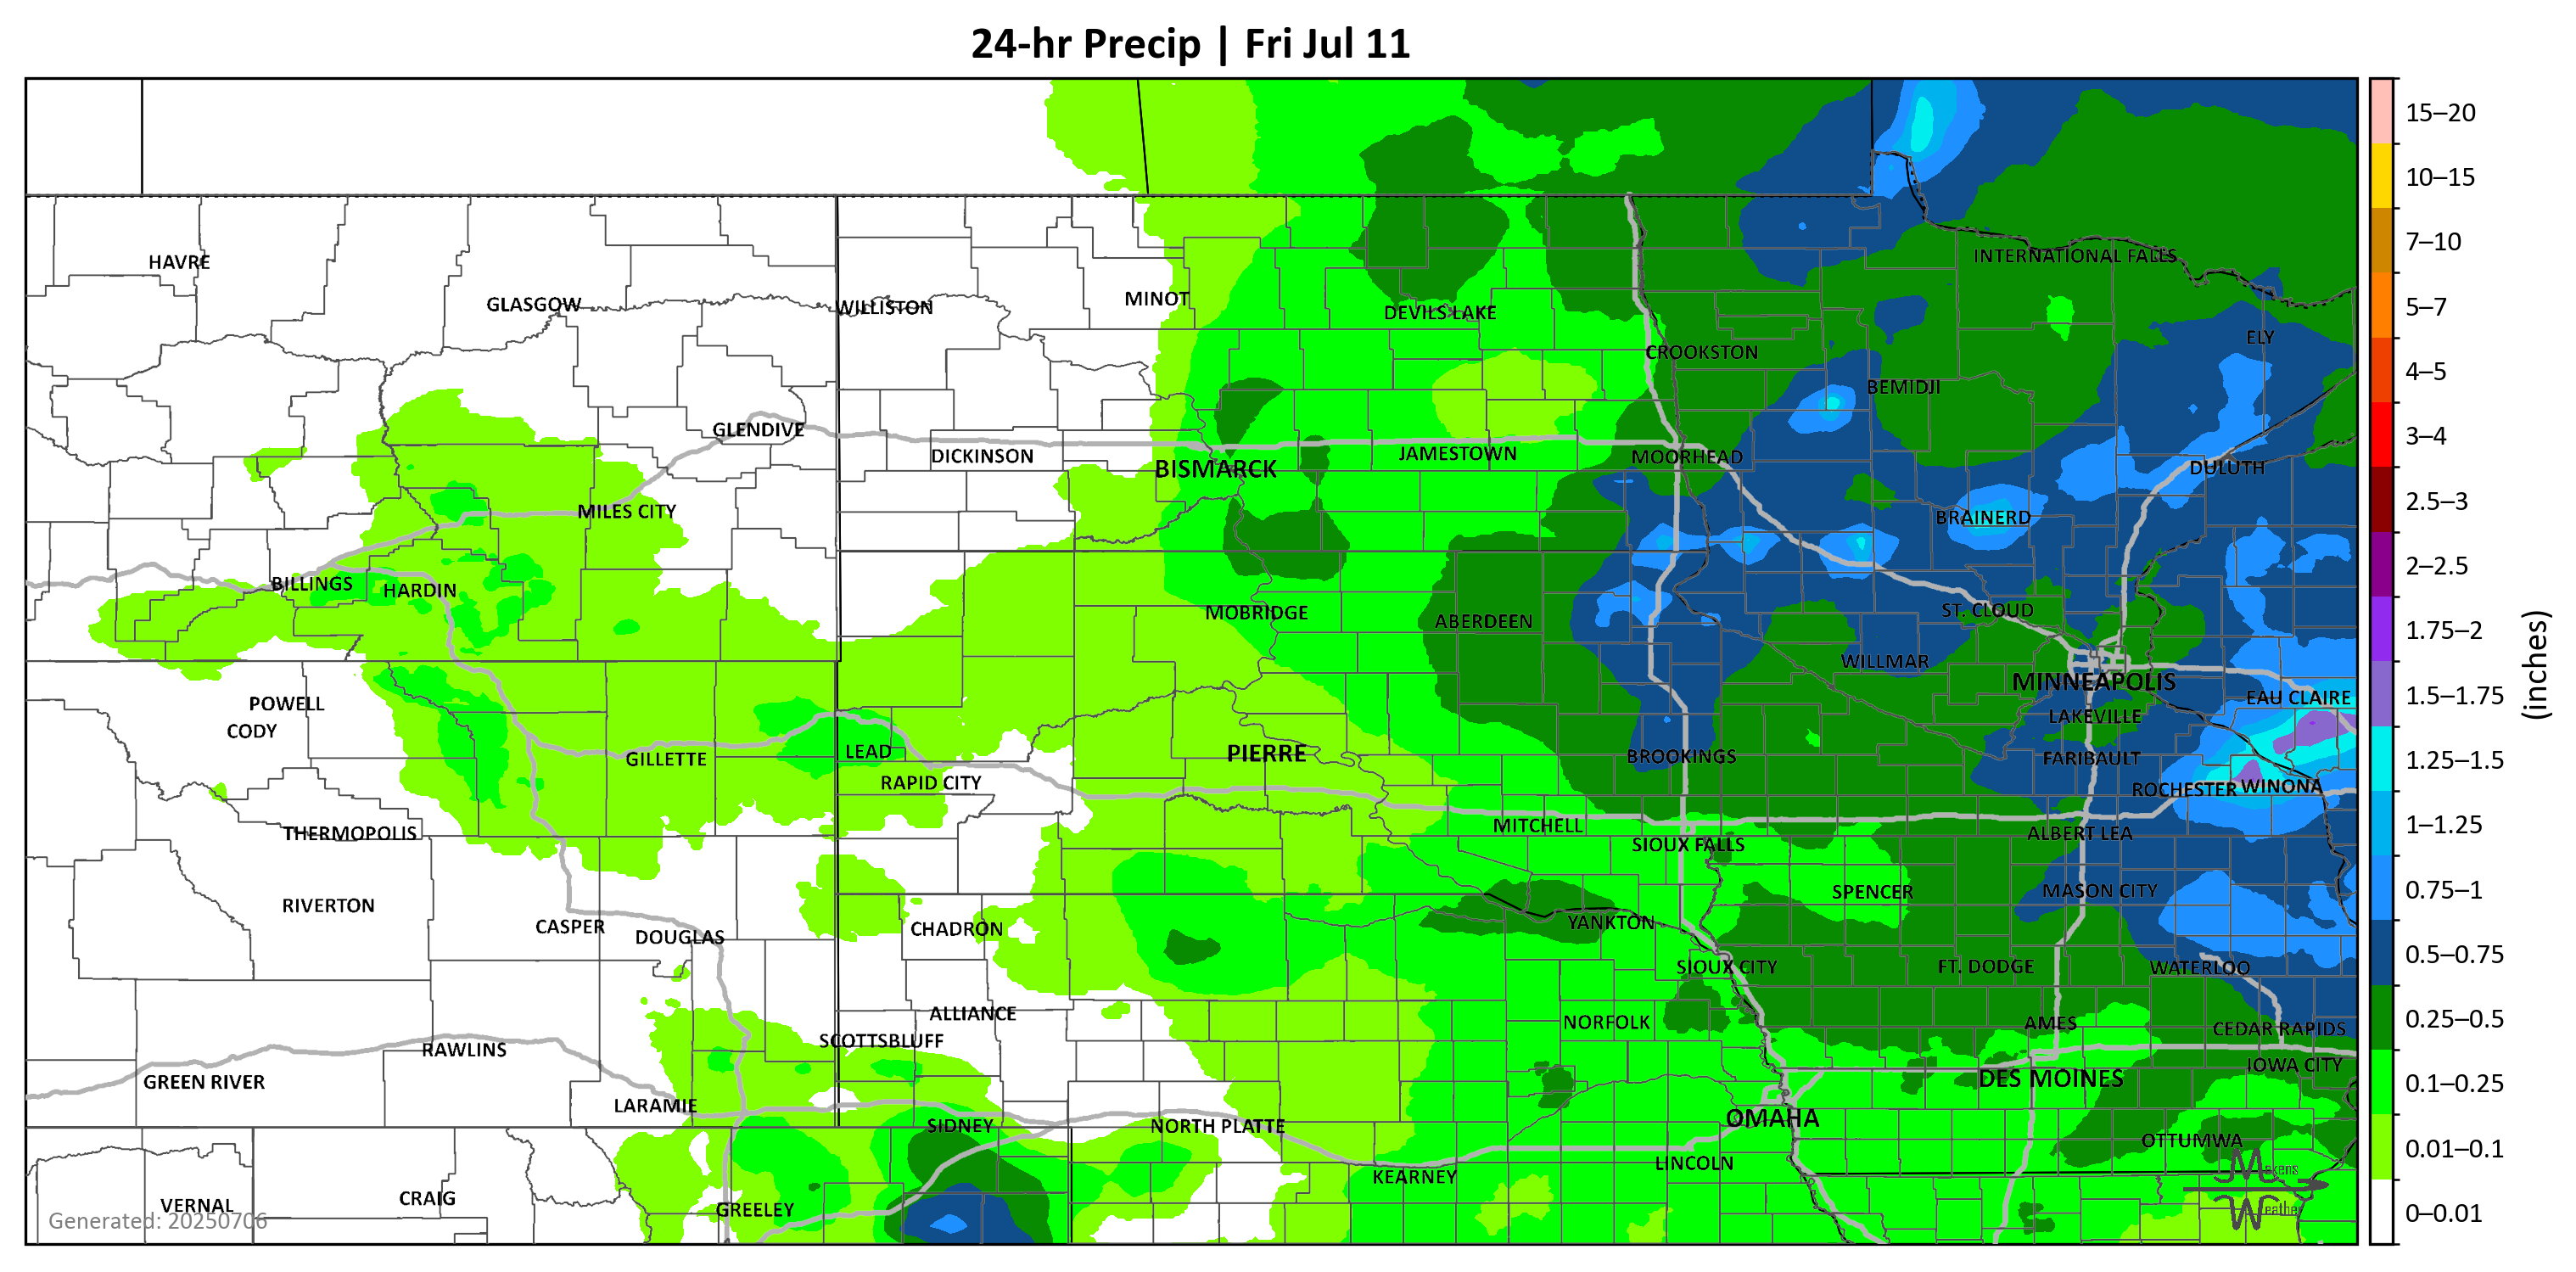 24-hr Precip | Fri Jul 11
15–20
10–15
7–10
5–7
4–5
3–4
2.5–3
2–2.5
1.75–2
1.5–1.75
1.25–1.5
1–1.25
0.75–1
0.5–0.75
0.25–0.5
0.1–0.25
0.01–0.1
0–0.01
(inches)
HAVRE
INTERNATIONAL FALLS
GLASGOW
WILLISTON
MINOT
DEVILS LAKE
ELY
CROOKSTON
BEMIDJI
GLENDIVE
DICKINSON
BISMARCK
JAMESTOWN
MOORHEAD
DULUTH
MILES CITY
BRAINERD
BILLINGS
HARDIN
MOBRIDGE
ABERDEEN
ST. CLOUD
WILLMAR
MINNEAPOLIS
EAU CLAIRE
POWELL
CODY
LAKEVILLE
GILLETTE
LEAD
PIERRE
BROOKINGS
FARIBAULT
RAPID CITY
ROCHESTER
WINONA
THERMOPOLIS
MITCHELL
SIOUX FALLS
ALBERT LEA
RIVERTON
SPENCER
MASON CITY
CASPER
DOUGLAS
CHADRON
YANKTON
SIOUX CITY
FT. DODGE
WATERLOO
ALLIANCE
NORFOLK
AMES
CEDAR RAPIDS
RAWLINS
SCOTTSBLUFF
IOWA CITY
GREEN RIVER
DES MOINES
LARAMIE
SIDNEY
NORTH PLATTE
OMAHA
OTTUMWA
KEARNEY
LINCOLN
VERNAL
CRAIG
GREELEY
Generated: 20250706
Makens
Weather